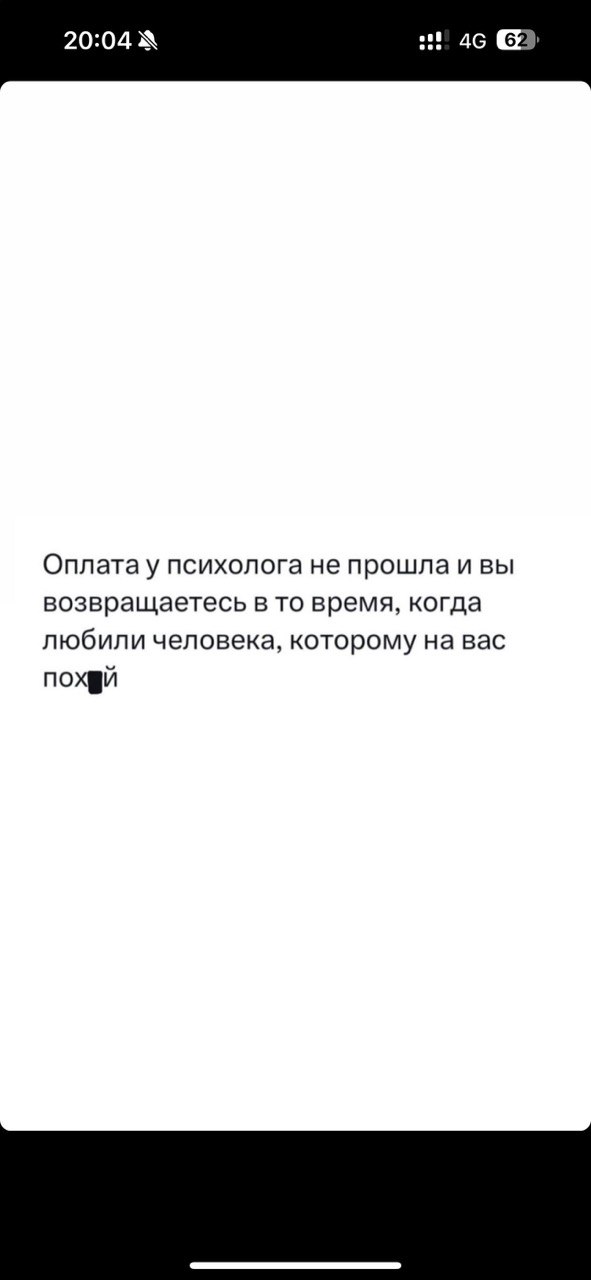 20:04
4G
62
Оплата у психолога не прошла и вы
возвращаетесь в то время, когда
любили человека, которому на вас
пох█й